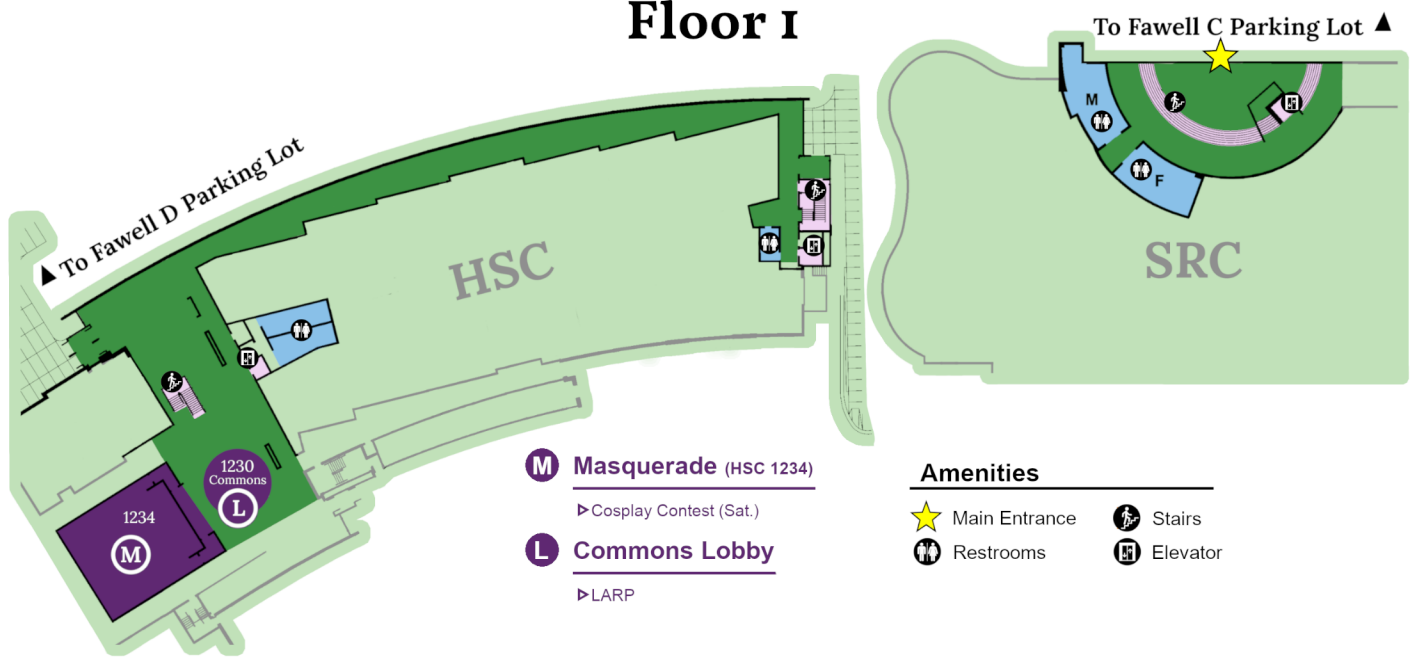 Floor 1
To Fawell C Parking Lot
M
F
To Fawell D Parking Lot
HSC
SRC
1230
Commons
L
1234
M
M Masquerade (HSC 1234)
Cosplay Contest (Sat.)
L Commons Lobby
LARP
Amenities
Main Entrance
Stairs
Restrooms
Elevator